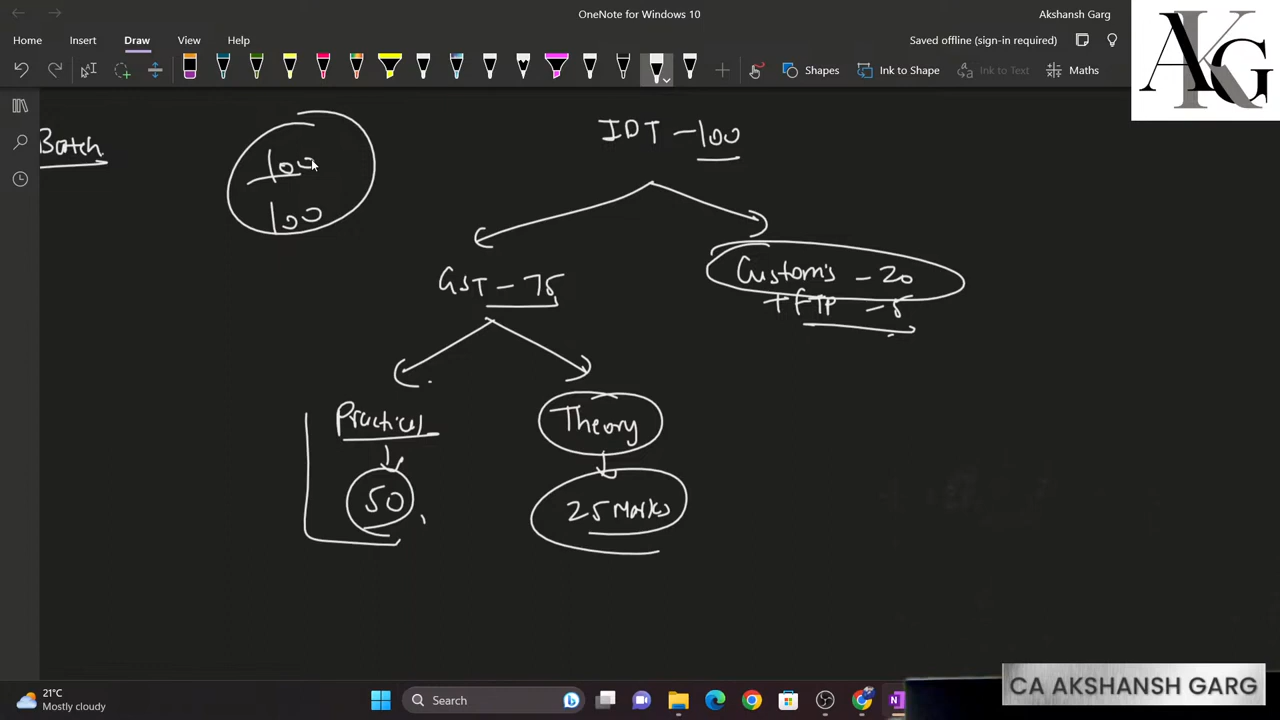 OneNote for Windows 10
Akshansh Garg
Home Insert Draw View Help
Saved offline (sign-in required)
Shapes Ink to Shape Ink to Text Maths
AKG
Batch
100
100
IDT - 100
GST - 75
Customs - 20
+ FTP - 5
Practical
Theory
50
25 Marks
CA AKSHANSH GARG
21°C
Mostly cloudy
Search